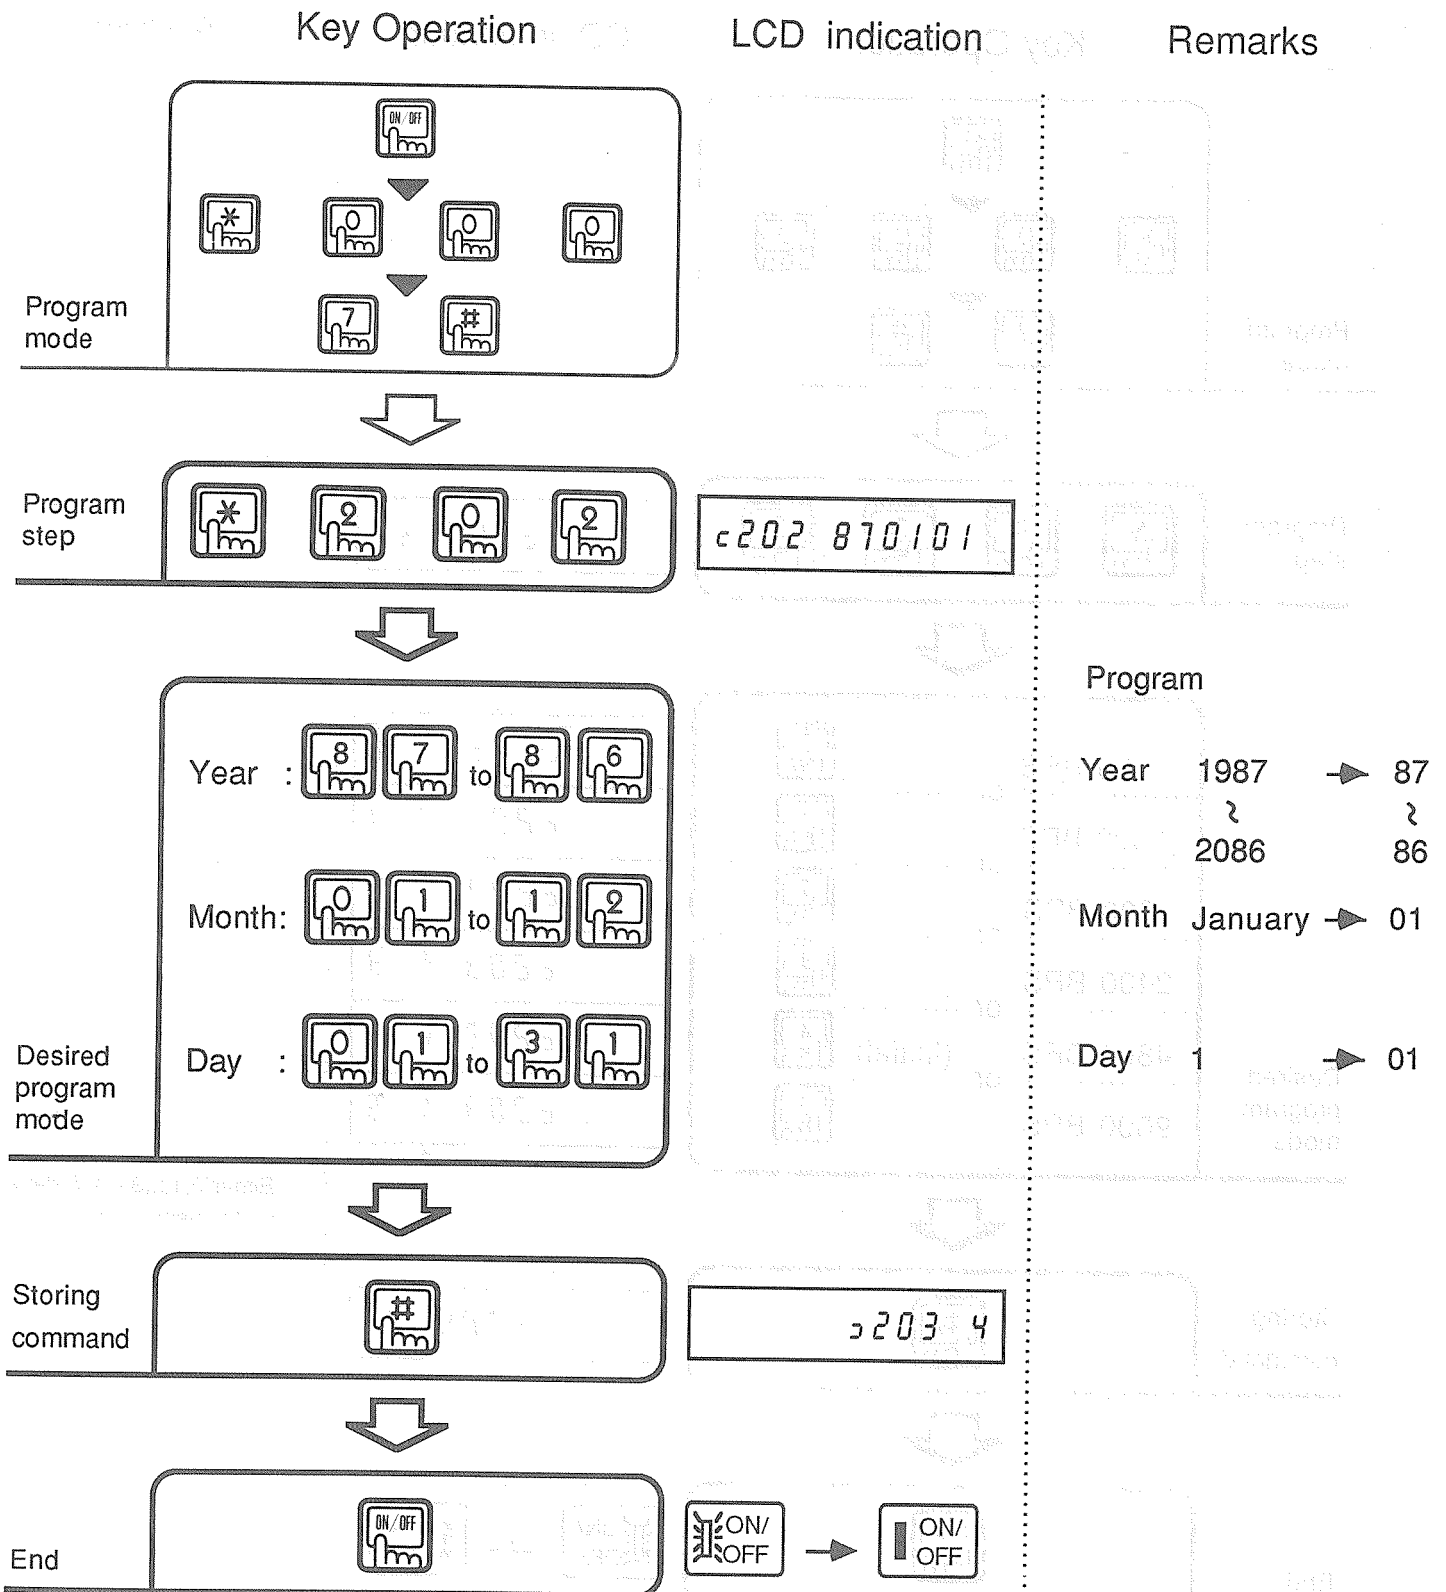 Key Operation LCD indication Remarks
ON/OFF
* 0 0 0
Program
mode
7 #
Program
step
* 2 0 2
c202 870101
Program
Year : 8 7 to 8 6
Year 1987 → 87
~ ~
2086 86
Month: 0 1 to 1 2
Month January → 01
Day : 0 1 to 3 1
Day 1 → 01
Desired
program
mode
Storing
command
#
ɔ203 4
ON/OFF
ON/
OFF
→
ON/
OFF
End